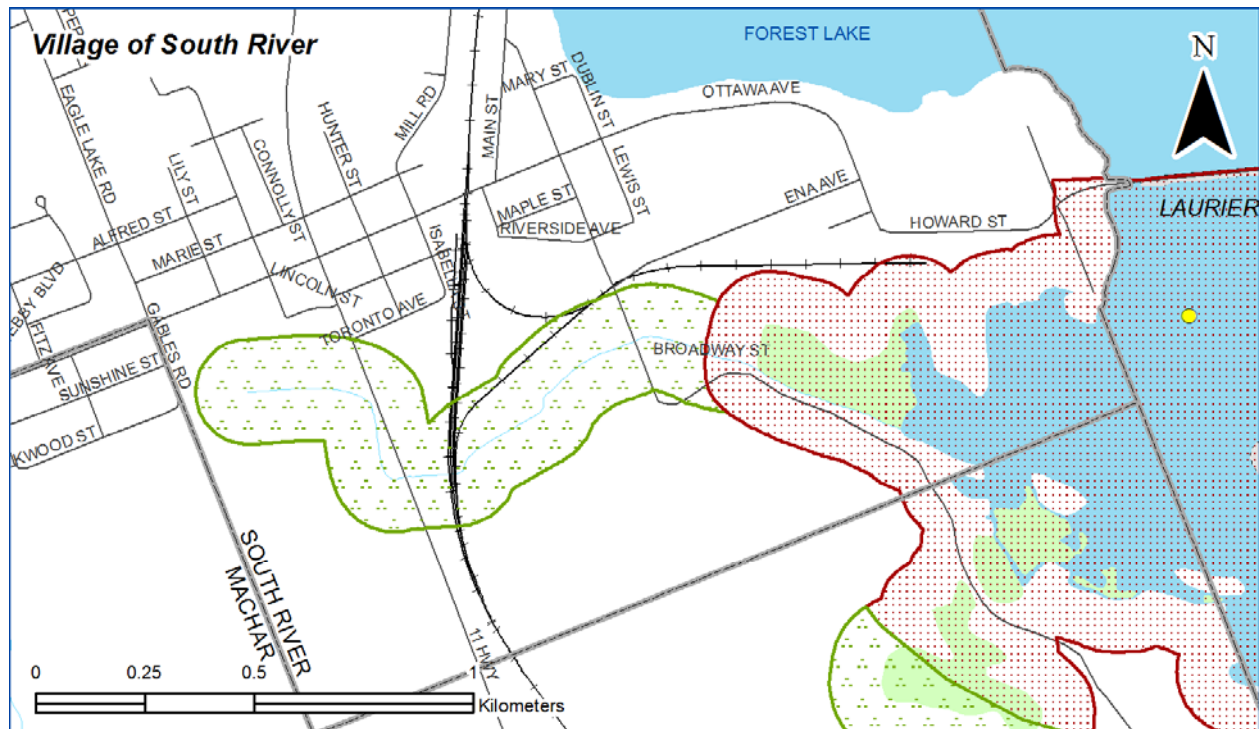 Village of South River
FOREST LAKE
N
EAGLE LAKE RD
LILY ST
CONNOLLY ST
HUNTER ST
MILL RD
MAIN ST
MARY ST
DUBLIN ST
OTTAWA AVE
LEWIS ST
MAPLE ST
RIVERSIDE AVE
ENA AVE
HOWARD ST
LAURIER
ALFRED ST
MARIE ST
LINCOLN ST
TORONTO AVE
BLVD
FITZ AVE
GABLES RD
SUNSHINE ST
BROADWAY ST
SOUTH RIVER
MACHAR
11 HWY
0 0.25 0.5 1
Kilometers